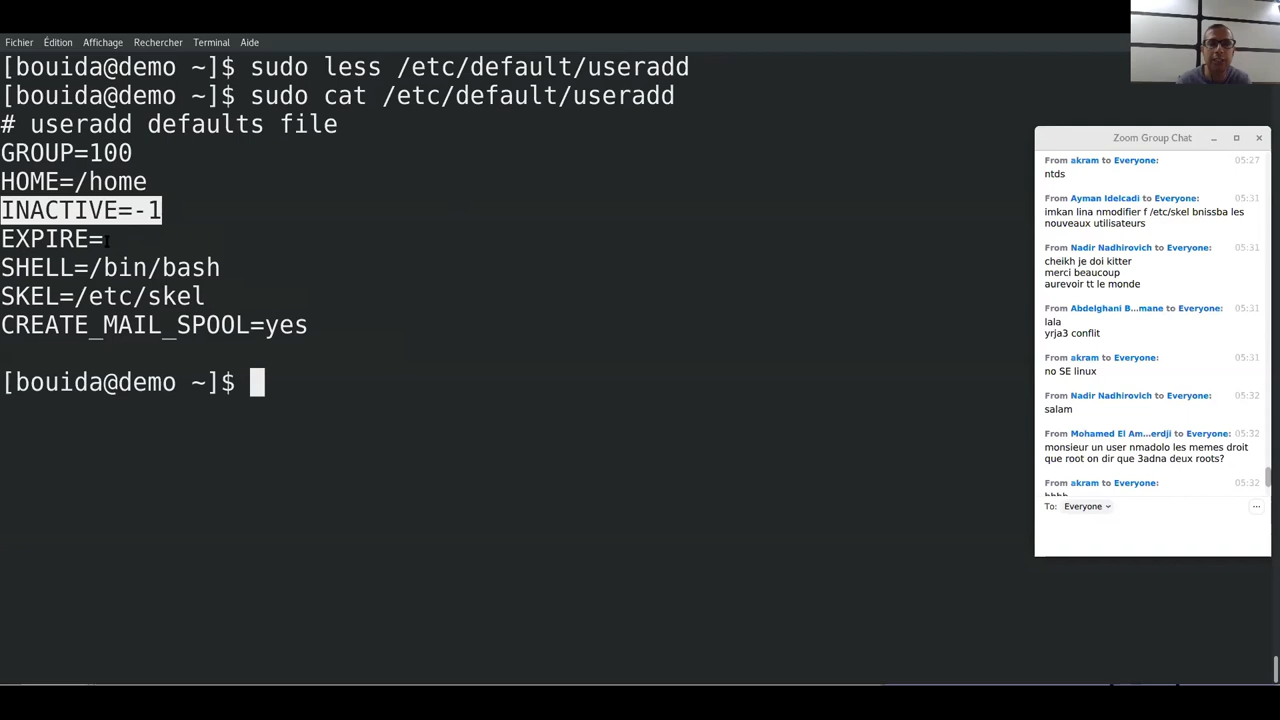 Fichier Édition Affichage Rechercher Terminal Aide
[bouida@demo ~]$ sudo less /etc/default/useradd
[bouida@demo ~]$ sudo cat /etc/default/useradd
# useradd defaults file
GROUP=100
HOME=/home
INACTIVE=-1
EXPIRE=
SHELL=/bin/bash
SKEL=/etc/skel
CREATE_MAIL_SPOOL=yes
[bouida@demo ~]$
Zoom Group Chat
From akram to Everyone: 05:27
ntds
From Ayman Idelcadi to Everyone: 05:31
imkan lina nmodifier f /etc/skel bnissba les
nouveaux utilisateurs
From Nadir Nadhirovich to Everyone: 05:31
cheikh je doi kitter
merci beaucoup
aurevoir tt le monde
From Abdelghani B...mane to Everyone: 05:31
lala
yrja3 conflit
From akram to Everyone: 05:31
no SE linux
From Nadir Nadhirovich to Everyone: 05:32
salam
From Mohamed El Am...erdji to Everyone: 05:32
monsieur un user nmadolo les memes droit
que root on dir que 3adna deux roots?
From akram to Everyone: 05:32
To: Everyone